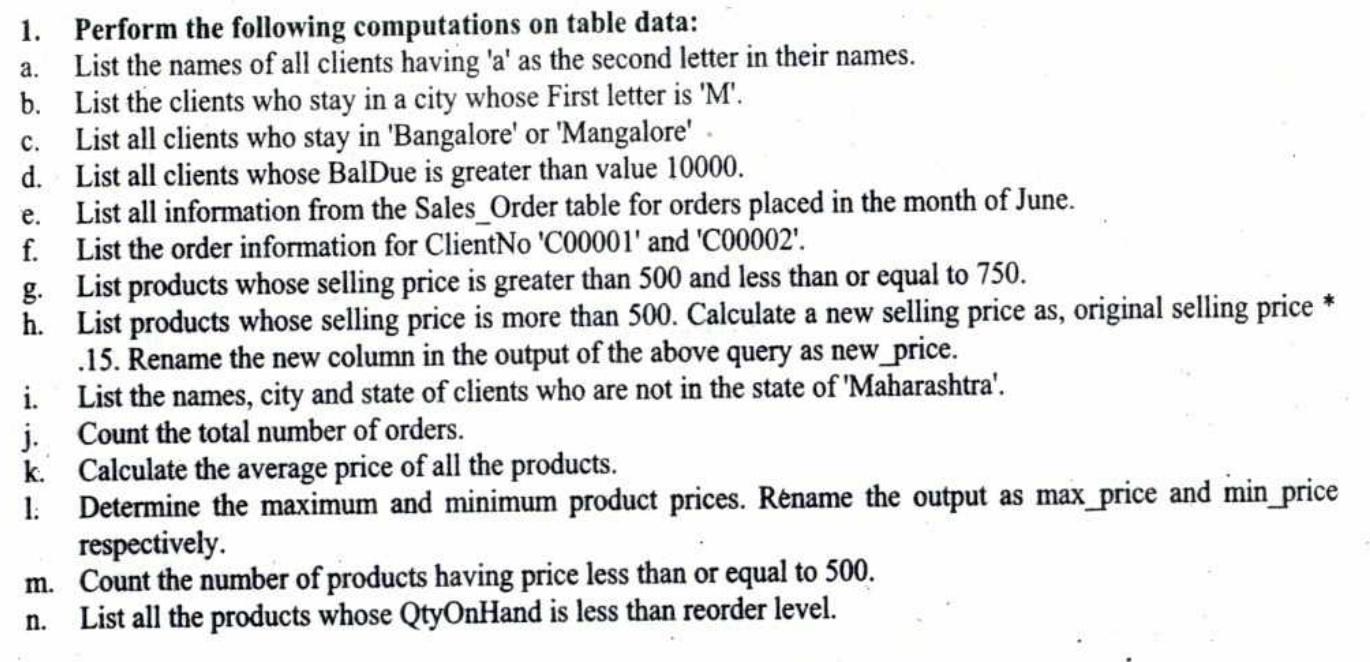 1. Perform the following computations on table data:
a. List the names of all clients having 'a' as the second letter in their names.
b. List the clients who stay in a city whose First letter is 'M'.
c. List all clients who stay in 'Bangalore' or 'Mangalore'
d. List all clients whose BalDue is greater than value 10000.
e. List all information from the Sales_Order table for orders placed in the month of June.
f. List the order information for ClientNo 'C00001' and 'C00002'.
g. List products whose selling price is greater than 500 and less than or equal to 750.
h. List products whose selling price is more than 500. Calculate a new selling price as, original selling price *
.15. Rename the new column in the output of the above query as new_price.
i. List the names, city and state of clients who are not in the state of 'Maharashtra'.
j. Count the total number of orders.
k. Calculate the average price of all the products.
l. Determine the maximum and minimum product prices. Rename the output as max_price and min_price
respectively.
m. Count the number of products having price less than or equal to 500.
n. List all the products whose QtyOnHand is less than reorder level.